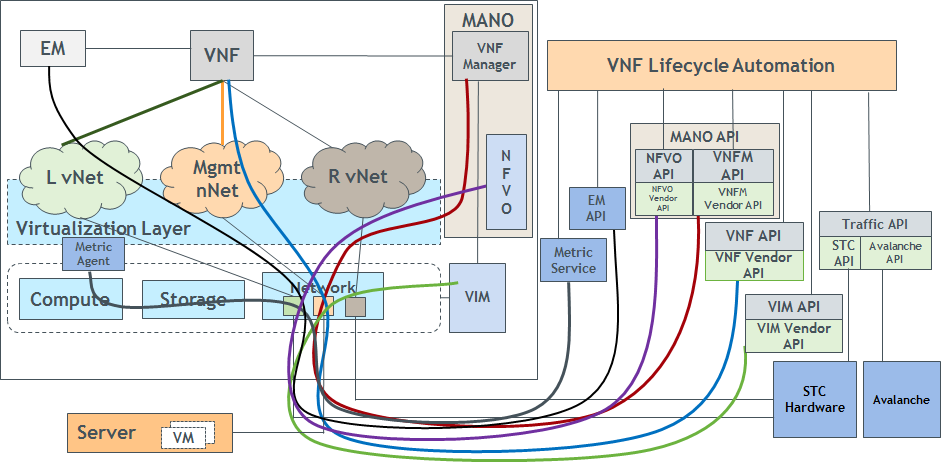 MANO
EM
VNF
VNF
Manager
VNF Lifecycle Automation
MANO API
NFVO
API
VNFM
API
NFVO
Vendor
API
VNFM
Vendor API
N
F
V
O
L vNet
Mgmt
nNet
R vNet
EM
API
Virtualization Layer
Metric
Agent
Metric
Service
VNF API
VNF Vendor
API
Traffic API
STC
API
Avalanche
API
Compute
Storage
Network
VIM
VIM API
VIM Vendor
API
STC
Hardware
Avalanche
Server
VM